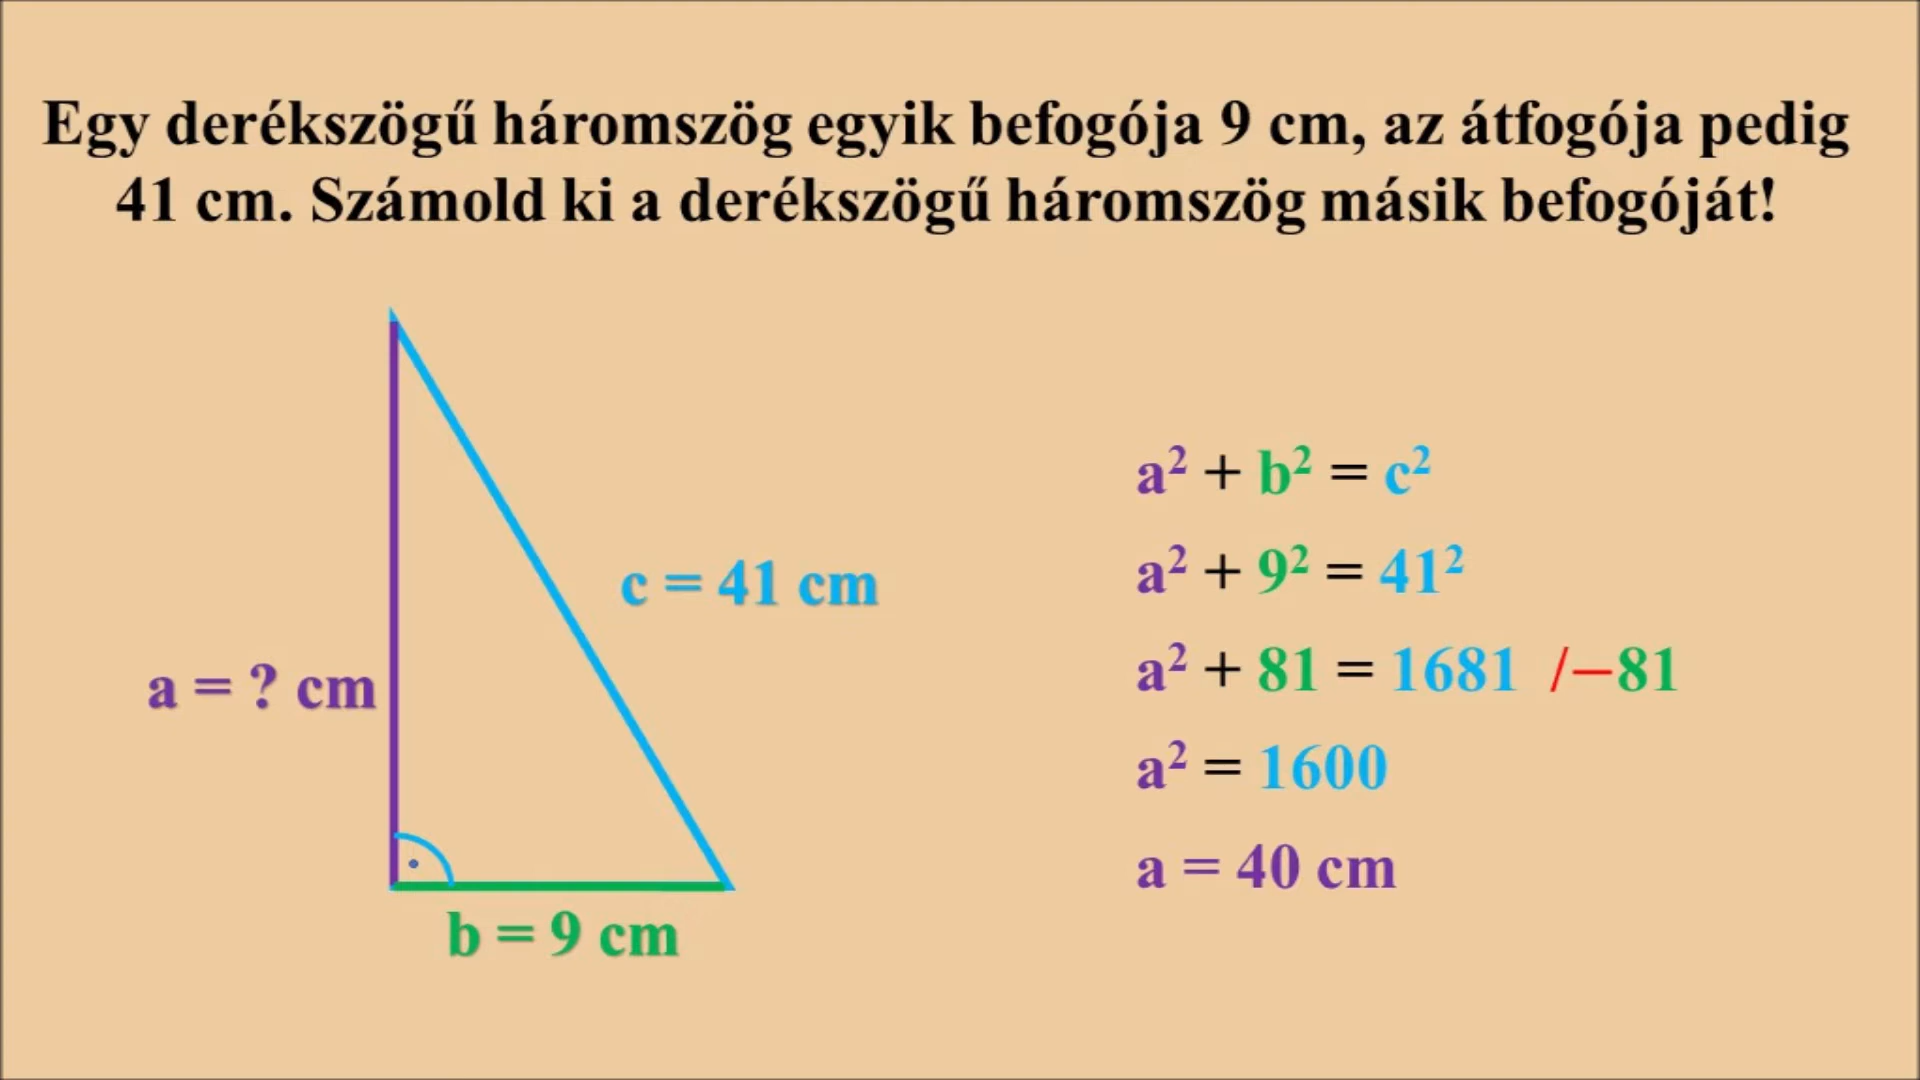 Egy derékszögű háromszög egyik befogója 9 cm, az átfogója pedig
41 cm. Számold ki a derékszögű háromszög másik befogóját!
a² + b² = c²
a² + 9² = 41²
c = 41 cm
a² + 81 = 1681 /−81
a = ? cm
a² = 1600
a = 40 cm
b = 9 cm